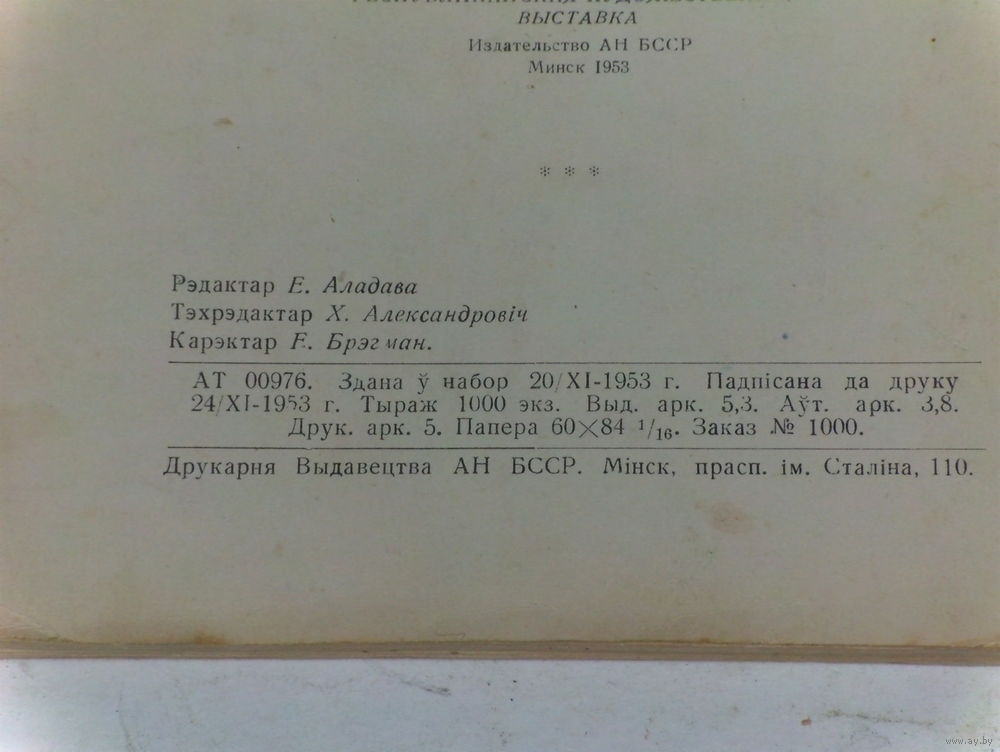 ВЫСТАВКА
Издательство АН БССР
Минск 1953
* * *
Рэдактар Е. Аладава
Тэхрэдактар Х. Александровіч
Карэктар Е. Брэгман.
АТ 00976. Здана ў набор 20/XI-1953 г. Падпісана да друку
24/XI-1953 г. Тыраж 1000 экз. Выд. арк. 5,3. Аўт. арк. 3,8.
Друк. арк. 5. Папера 60×84 1/16. Заказ № 1000.
Друкарня Выдавецтва АН БССР. Мінск, прасп. ім. Сталіна, 110.
www.ay.by